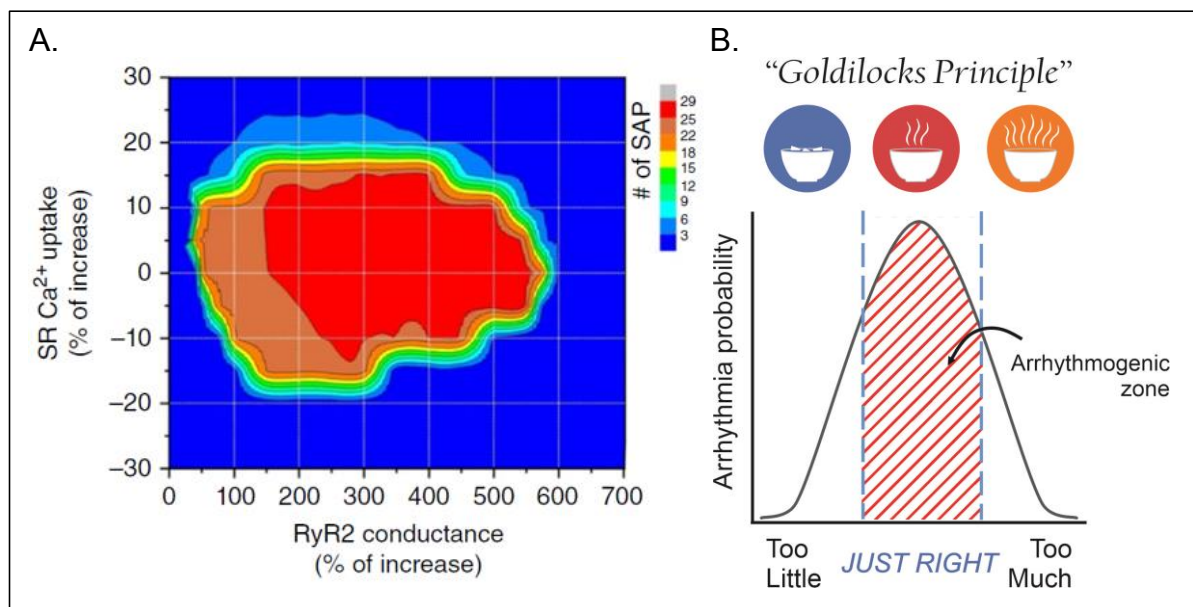 A.
30
20
10
0
−10
−20
−30
SR Ca²⁺ uptake
(% of increase)
0 100 200 300 400 500 600 700
RyR2 conductance
(% of increase)
# of SAP
29
25
22
18
15
12
9
6
3
B.
“Goldilocks Principle”
Arrhythmia probability
Arrhythmogenic
zone
Too
Little
JUST RIGHT
Too
Much